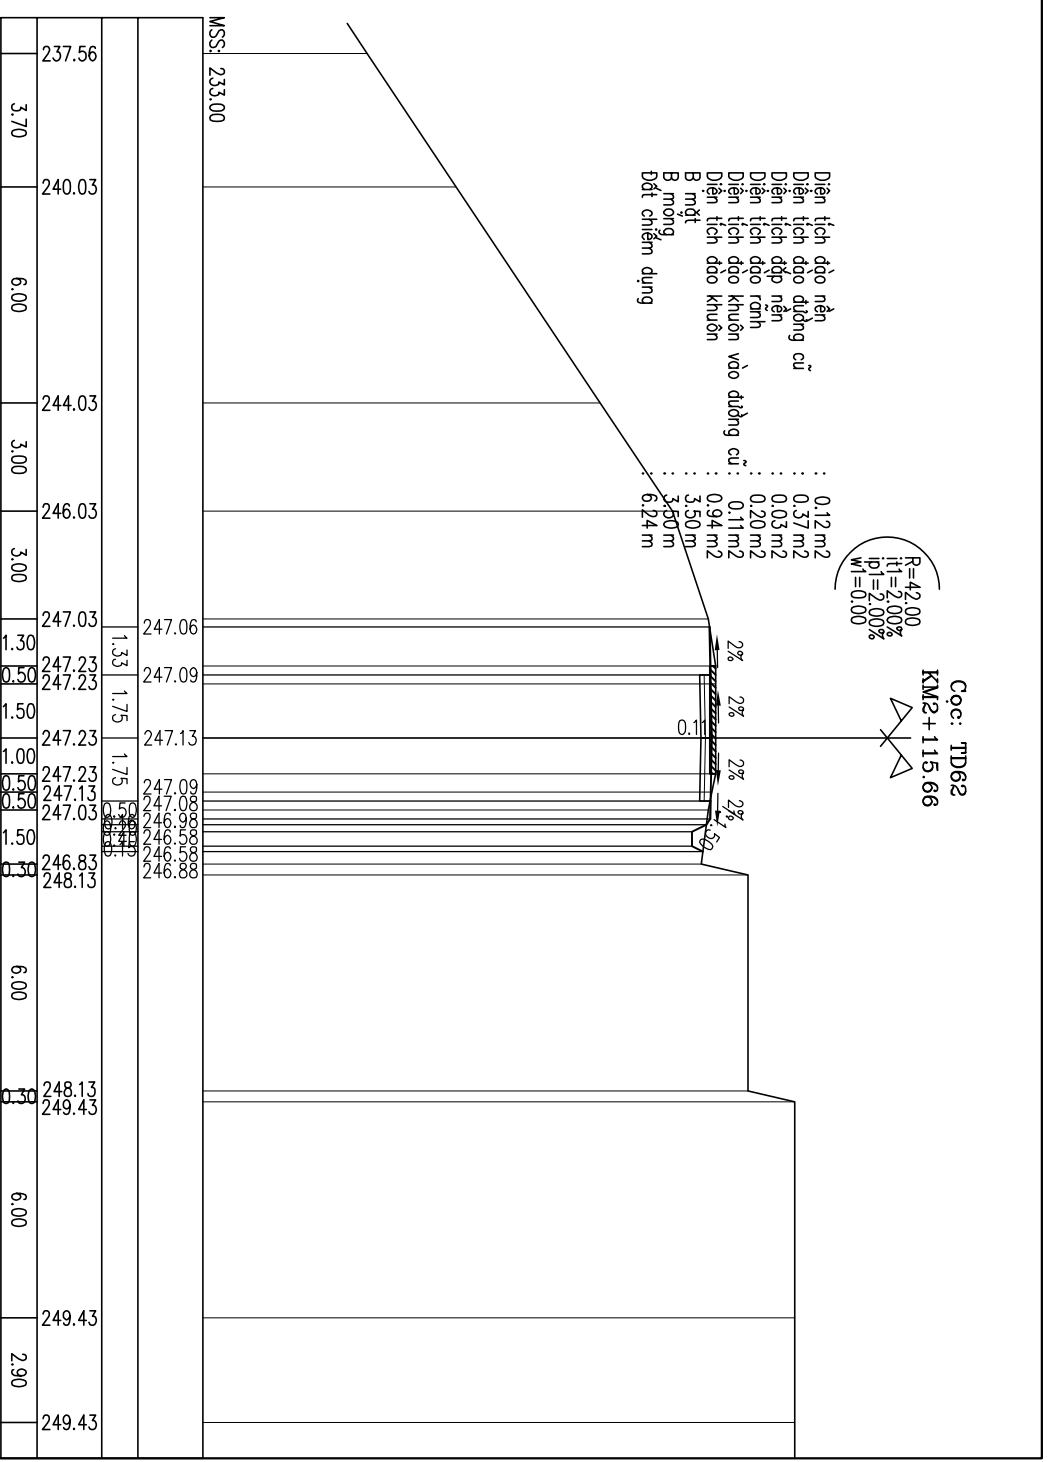 Cọc: TD62
KM2+115.66
R=42.00
it1=2.00%
ip1=2.00%
w1=0.00
Diện tích đào nền : 0.12 m2
Diện tích đào đường cũ : 0.37 m2
Diện tích đắp nền : 0.03 m2
Diện tích đào rãnh : 0.20 m2
Diện tích đào khuôn vào đường cũ : 0.11 m2
Diện tích đào khuôn : 0.94 m2
B mặt : 3.50 m
B móng : 3.50 m
Đất chiếm dụng : 6.24 m
2% 2% 2% 2%
1:.50
0.11
MSS: 233.00
247.06 247.09 247.13 247.09 247.08 246.98 246.58 246.58 246.88
1.33 1.75 1.75 0.50
237.56 240.03 244.03 246.03 247.03 247.23 247.23 247.23 247.23 247.13 247.03 246.83 248.13 248.13 249.43 249.43 249.43
3.70 6.00 3.00 3.00 1.30 0.50 1.50 1.00 0.50 0.50 1.50 0.30 6.00 0.30 6.00 2.90